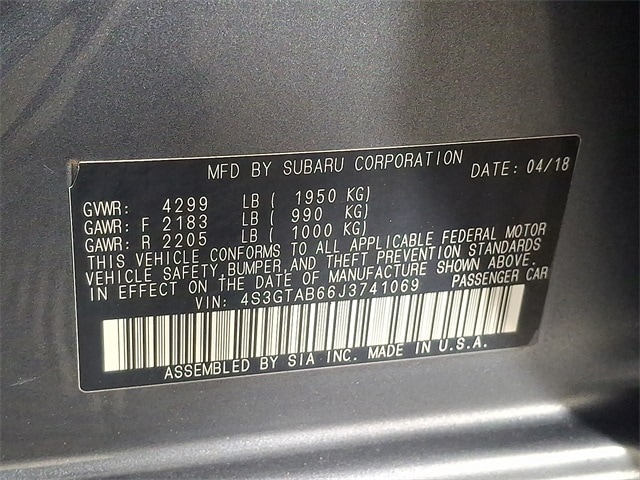 MFD BY SUBARU CORPORATION DATE: 04/18
GVWR: 4299 LB ( 1950 KG)
GAWR: F 2183 LB ( 990 KG)
GAWR: R 2205 LB ( 1000 KG)
THIS VEHICLE CONFORMS TO ALL APPLICABLE FEDERAL MOTOR
VEHICLE SAFETY, BUMPER, AND THEFT PREVENTION STANDARDS
IN EFFECT ON THE DATE OF MANUFACTURE SHOWN ABOVE.
VIN: 4S3GTAB66J3741069 PASSENGER CAR
ASSEMBLED BY SIA INC. MADE IN U.S.A.